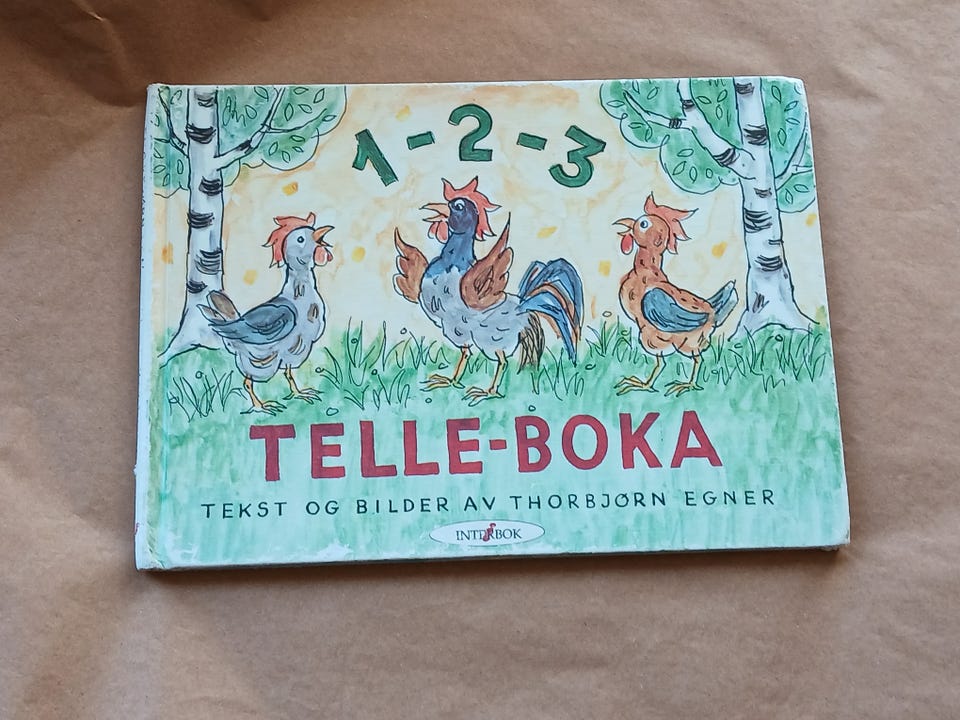 1-2-3
TELLE-BOKA
TEKST OG BILDER AV THORBJØRN EGNER
INTERBOK